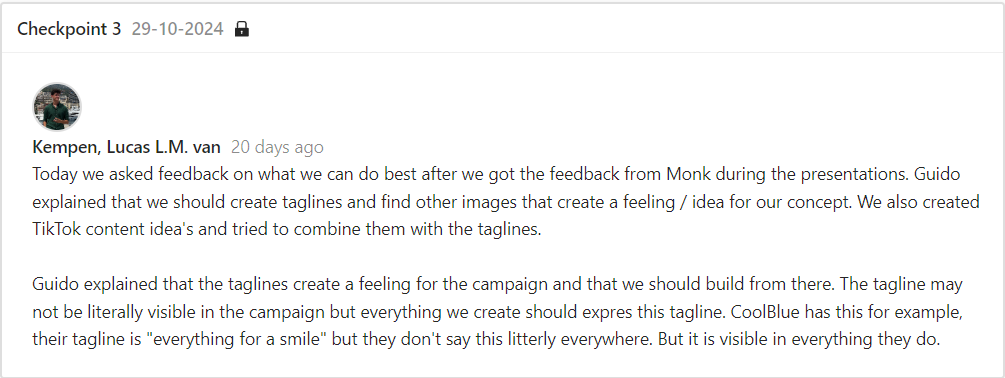 Checkpoint 3 29-10-2024
Kempen, Lucas L.M. van 20 days ago
Today we asked feedback on what we can do best after we got the feedback from Monk during the presentations. Guido
explained that we should create taglines and find other images that create a feeling / idea for our concept. We also created
TikTok content idea's and tried to combine them with the taglines.
Guido explained that the taglines create a feeling for the campaign and that we should build from there. The tagline may
not be literally visible in the campaign but everything we create should expres this tagline. CoolBlue has this for example,
their tagline is "everything for a smile" but they don't say this litterly everywhere. But it is visible in everything they do.